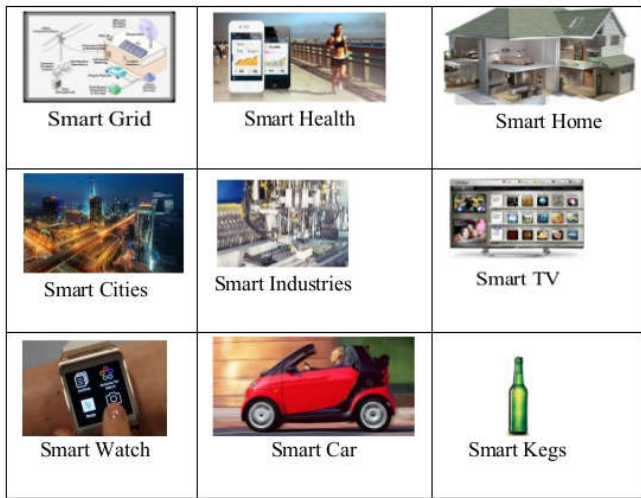 Smart Grid
Smart Health
Smart Home
Smart Cities
Smart Industries
Smart TV
Smart Watch
Smart Car
Smart Kegs